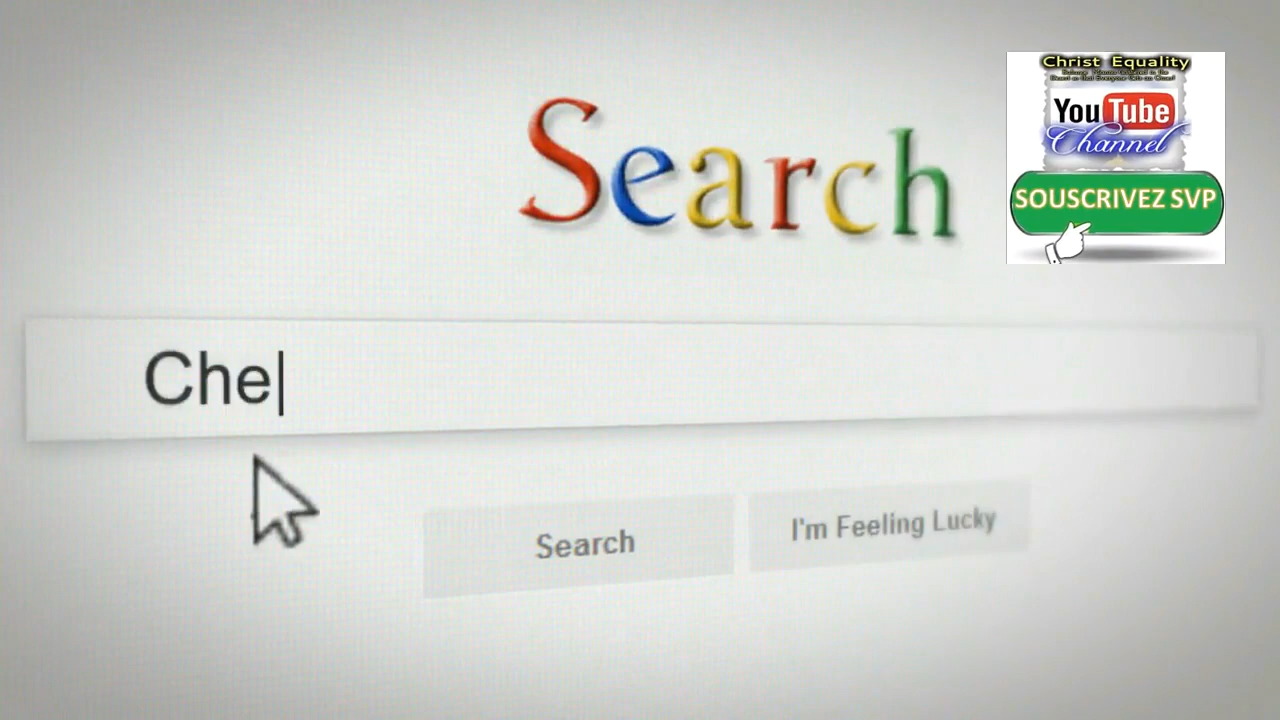 Search
Che
Search
I'm Feeling Lucky
Christ Equality
YouTube
Channel
SOUSCRIVEZ SVP